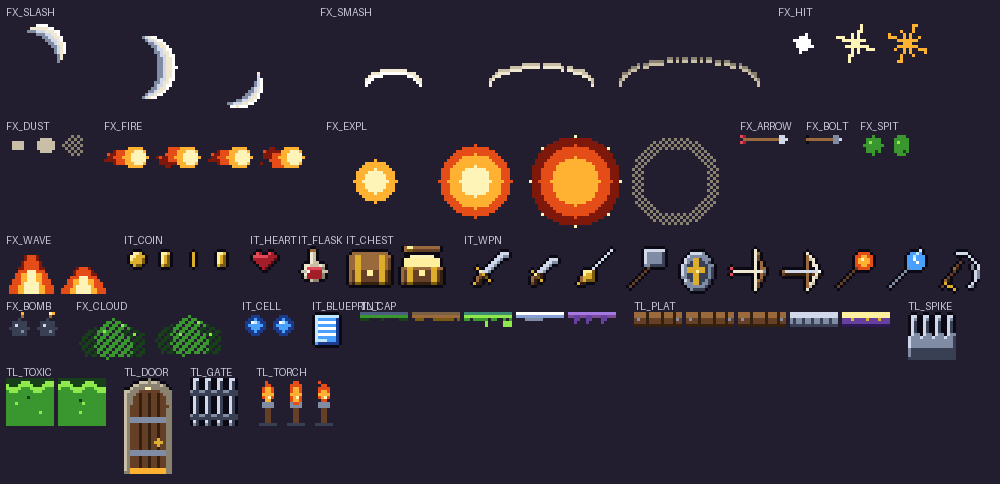 FX_SLASH FX_SMASH FX_HIT
FX_DUST FX_FIRE FX_EXPL FX_ARROW FX_BOLT FX_SPIT
FX_WAVE IT_COIN IT_HEART IT_FLASK IT_CHEST IT_WPN
FX_BOMB FX_CLOUD IT_CELL IT_BLUEPRINT TL_CAP TL_PLAT TL_SPIKE
TL_TOXIC TL_DOOR TL_GATE TL_TORCH